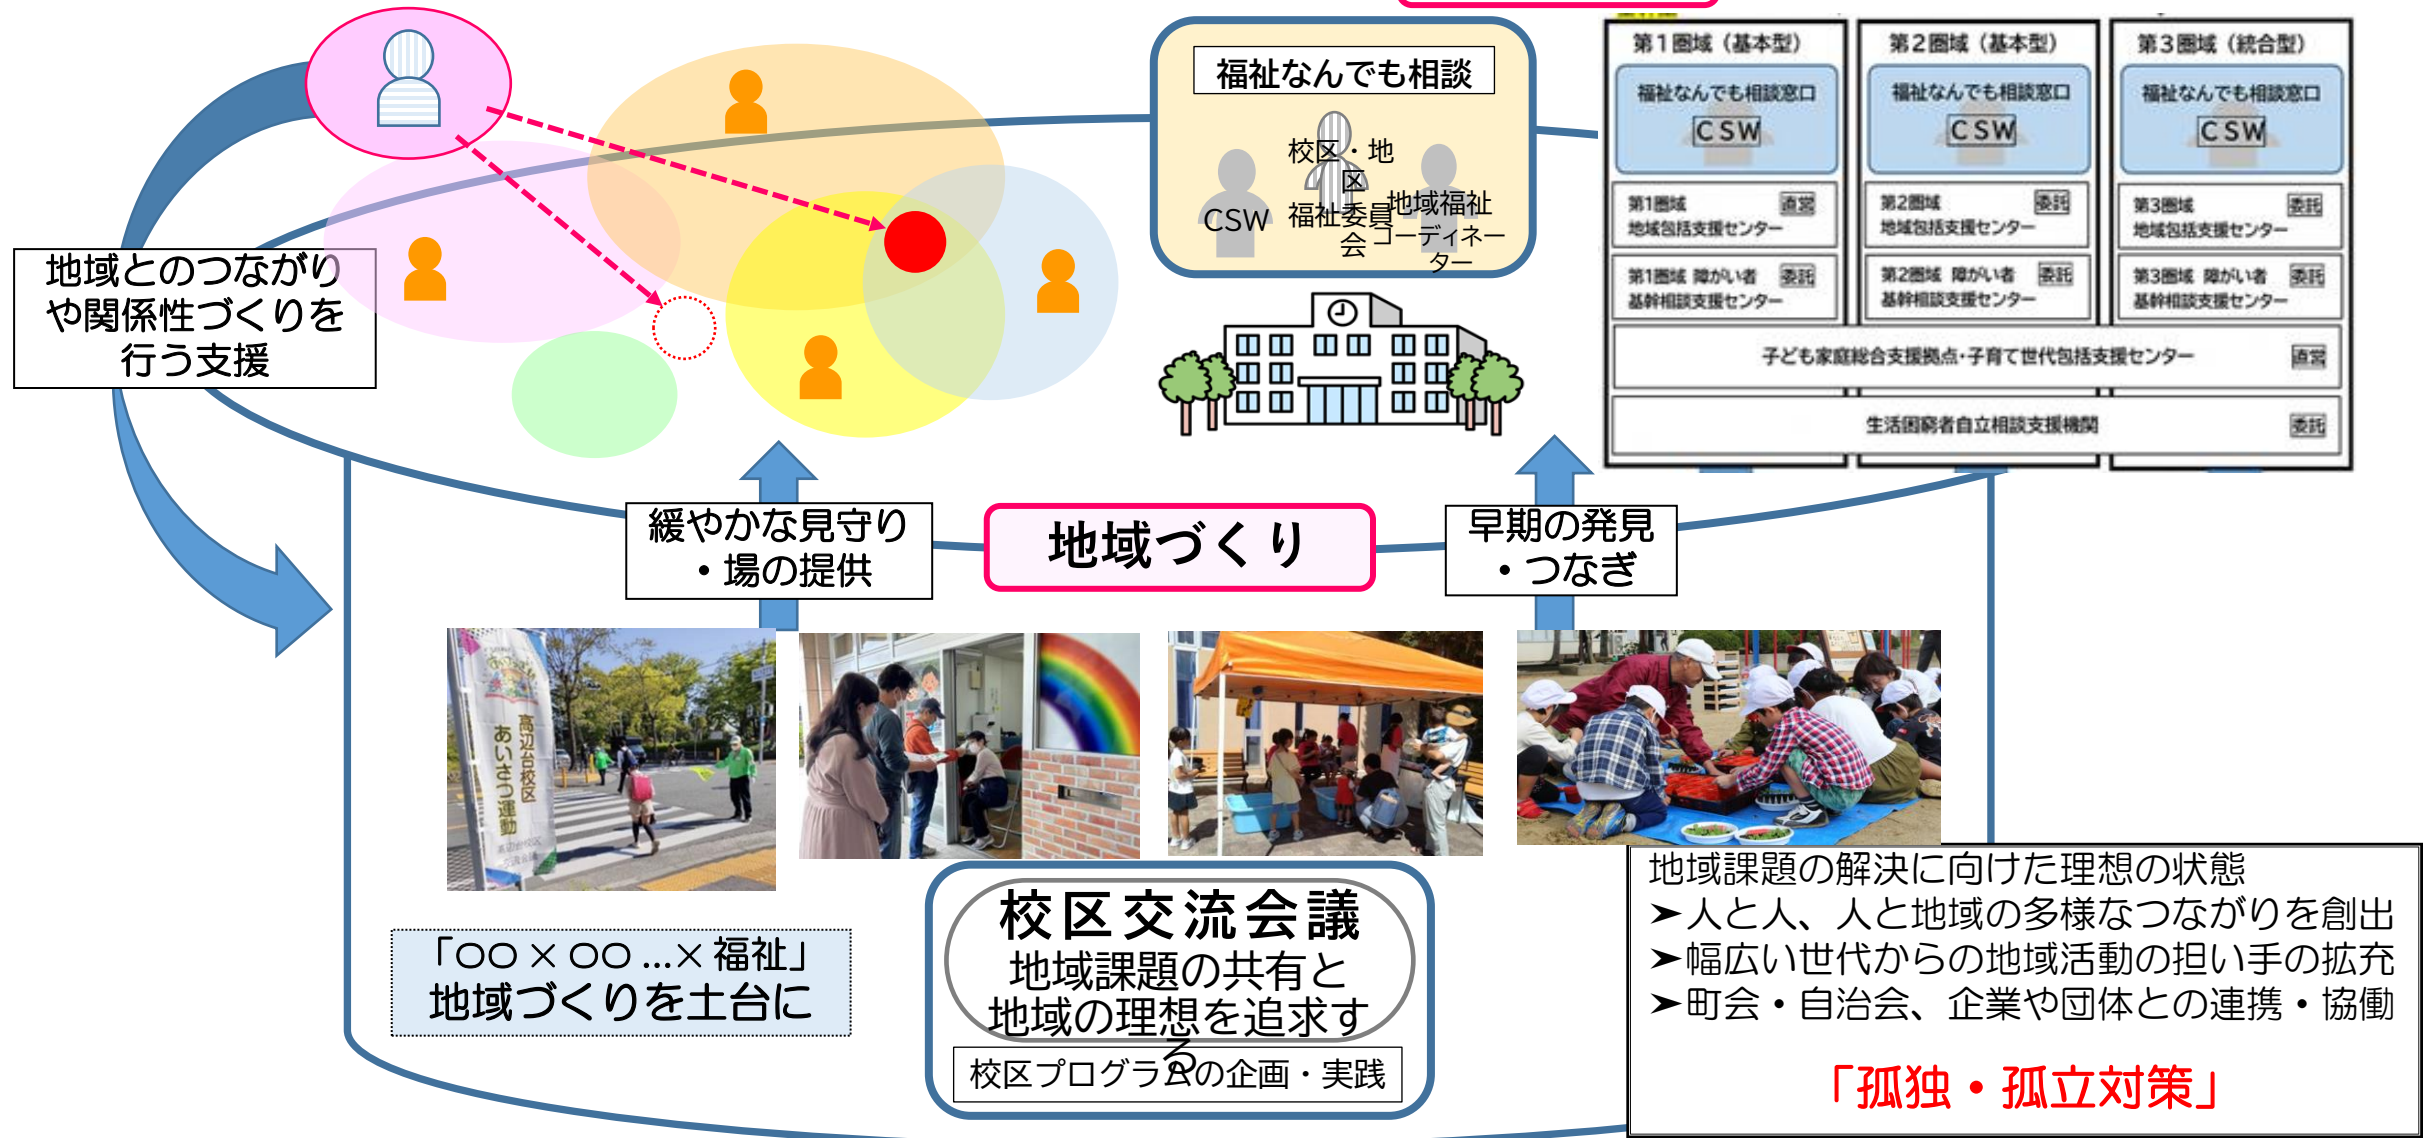 福祉なんでも相談
校区・地
区
福祉委員
会
CSW
地域福祉
コーディネー
ター
第1圏域（基本型）
福祉なんでも相談窓口
CSW
第1圏域
地域包括支援センター
直営
第1圏域 障がい者
基幹相談支援センター
委託
第2圏域（基本型）
福祉なんでも相談窓口
CSW
第2圏域
地域包括支援センター
委託
第2圏域 障がい者
基幹相談支援センター
委託
第3圏域（統合型）
福祉なんでも相談窓口
CSW
第3圏域
地域包括支援センター
委託
第3圏域 障がい者
基幹相談支援センター
委託
子ども家庭総合支援拠点・子育て世代包括支援センター
直営
生活困窮者自立相談支援機関
委託
地域とのつながり
や関係性づくりを
行う支援
緩やかな見守り
・場の提供
地域づくり
早期の発見
・つなぎ
高辺台校区
あいさつ運動
「〇〇×〇〇…×福祉」
地域づくりを土台に
校区交流会議
地域課題の共有と
地域の理想を追求す
る
校区プログラムの企画・実践
地域課題の解決に向けた理想の状態
➤人と人、人と地域の多様なつながりを創出
➤幅広い世代からの地域活動の担い手の拡充
➤町会・自治会、企業や団体との連携・協働
「孤独・孤立対策」